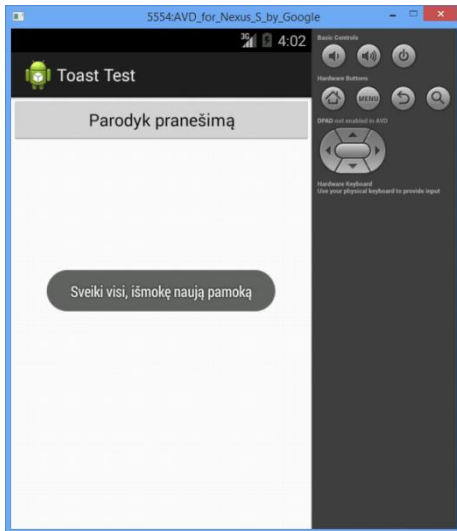 5554:AVD_for_Nexus_S_by_Google
3G 4:02
Toast Test
Parodyk pranešimą
Sveiki visi, išmokę naują pamoką
Basic Controls
Hardware Buttons
MENU
DPAD not enabled in AVD
Hardware Keyboard
Use your physical keyboard to provide input